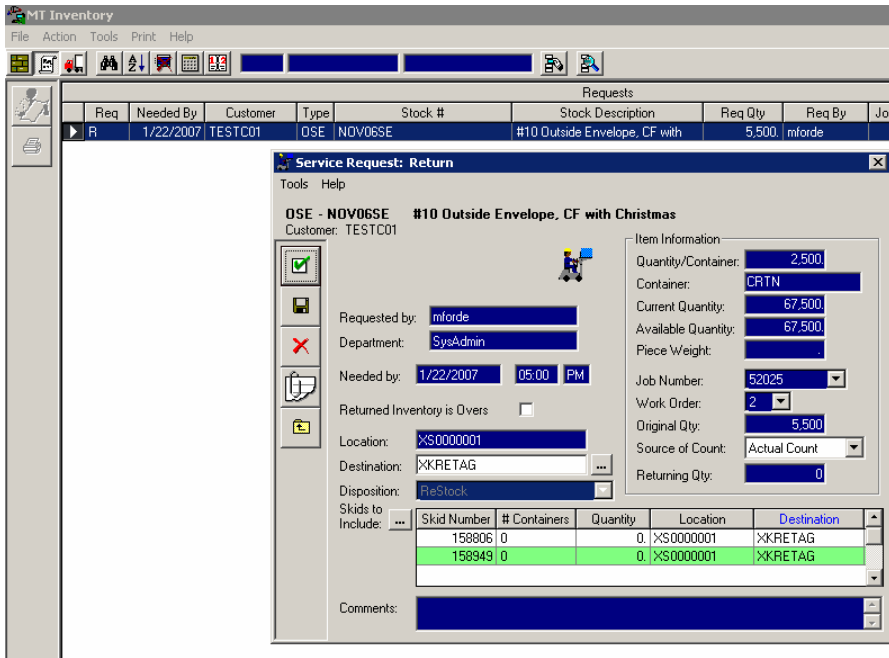 MT Inventory
File Action Tools Print Help
Requests
Req Needed By Customer Type Stock # Stock Description Req Qty Req By Jo
R 1/22/2007 TESTC01 OSE NOV06SE #10 Outside Envelope, CF with 5,500. mforde
Service Request: Return
Tools Help
OSE - NOV06SE #10 Outside Envelope, CF with Christmas
Customer: TESTC01
Item Information
Quantity/Container: 2,500.
Container: CRTN
Current Quantity: 67,500.
Available Quantity: 67,500.
Piece Weight: .
Job Number: 52025
Work Order: 2
Original Qty: 5,500
Source of Count: Actual Count
Returning Qty: 0
Requested by: mforde
Department: SysAdmin
Needed by: 1/22/2007 05:00 PM
Returned Inventory is Overs
Location: XS0000001
Destination: XKRETAG ...
Disposition: ReStock
Skids to
Include: ...
Skid Number # Containers Quantity Location Destination
158806 0 0. XS0000001 XKRETAG
158949 0 0. XS0000001 XKRETAG
Comments: